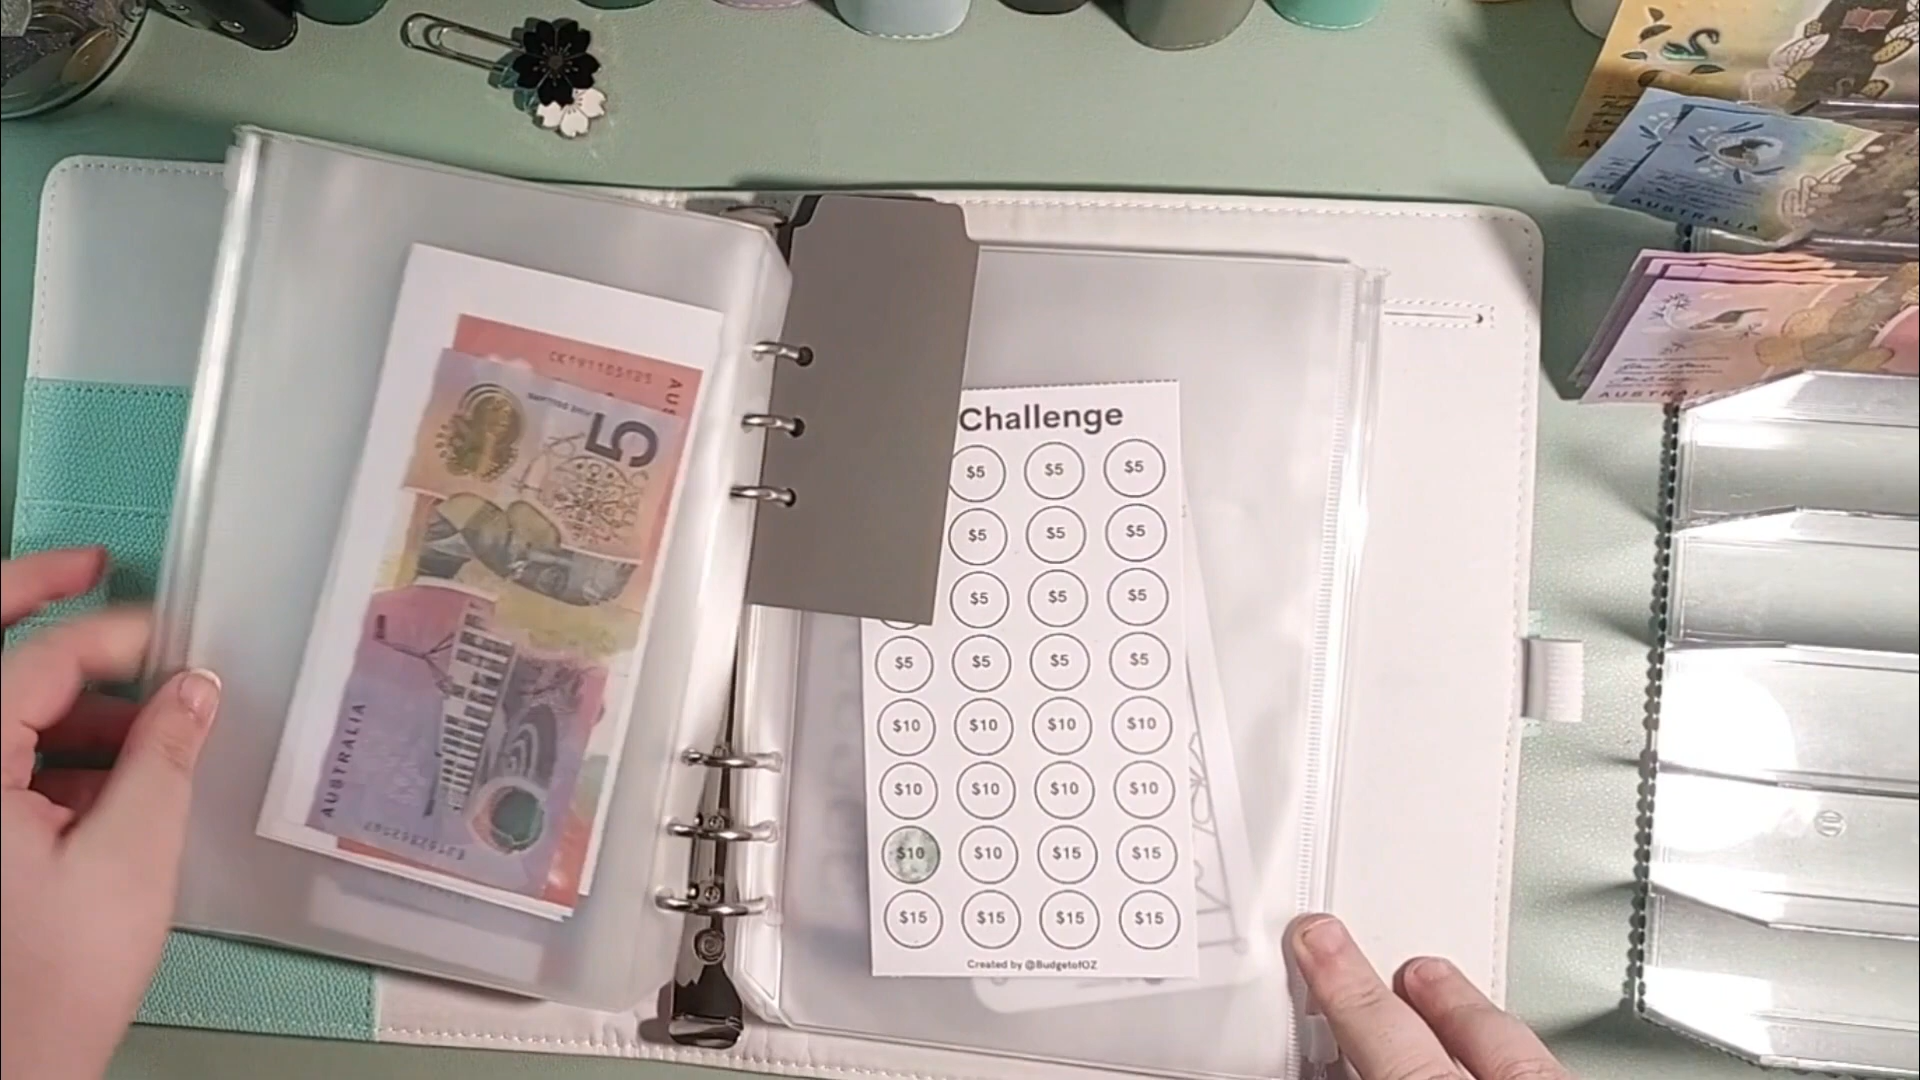 Challenge
$5 $5 $5
$5 $5 $5
$5 $5 $5
$5 $5 $5 $5
$10 $10 $10 $10
$10 $10 $10 $10
$10 $10 $15 $15
$15 $15 $15 $15
Created by @BudgetofOZ
5
AUSTRALIA
AUSTRALIA
AUSTRALIA